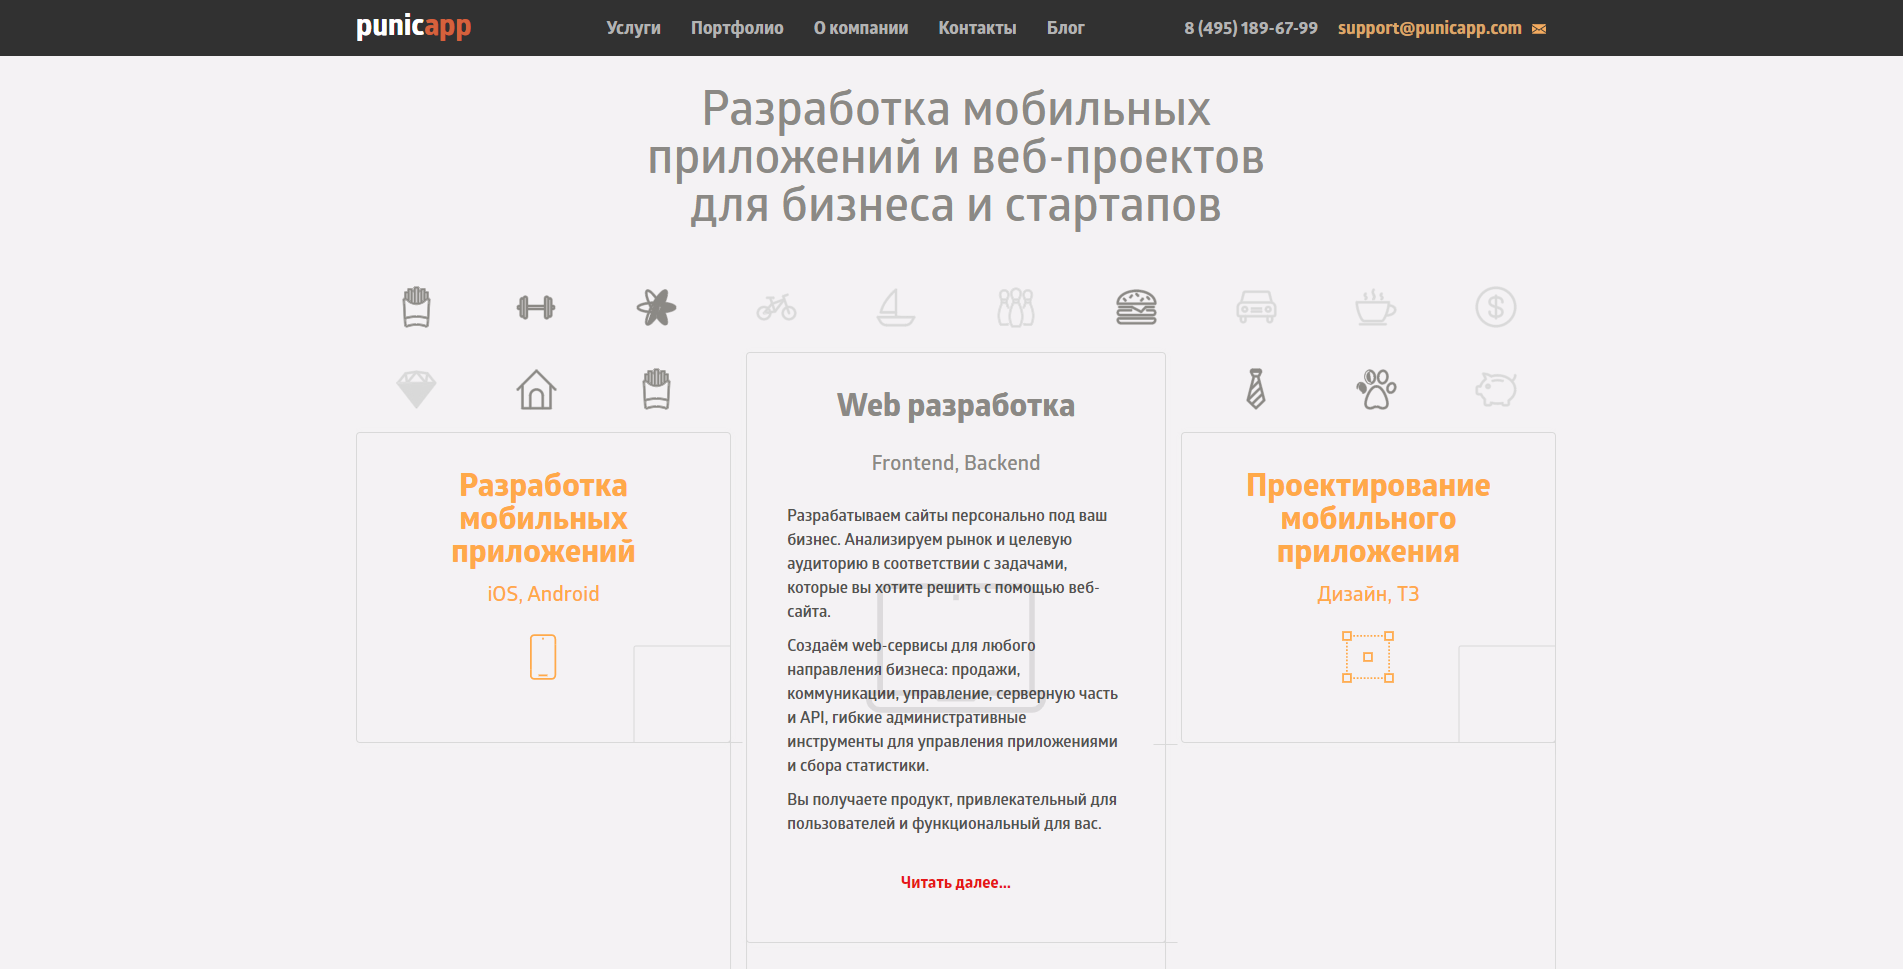 punicapp
Услуги Портфолио О компании Контакты Блог
8 (495) 189-67-99 support@punicapp.com
Разработка мобильных
приложений и веб-проектов
для бизнеса и стартапов
Разработка
мобильных
приложений
iOS, Android
Web разработка
Frontend, Backend
Разрабатываем сайты персонально под ваш
бизнес. Анализируем рынок и целевую
аудиторию в соответствии с задачами,
которые вы хотите решить с помощью веб-
сайта.
Создаём web-сервисы для любого
направления бизнеса: продажи,
коммуникации, управление, серверную часть
и API, гибкие административные
инструменты для управления приложениями
и сбора статистики.
Вы получаете продукт, привлекательный для
пользователей и функциональный для вас.
Читать далее...
Проектирование
мобильного
приложения
Дизайн, ТЗ